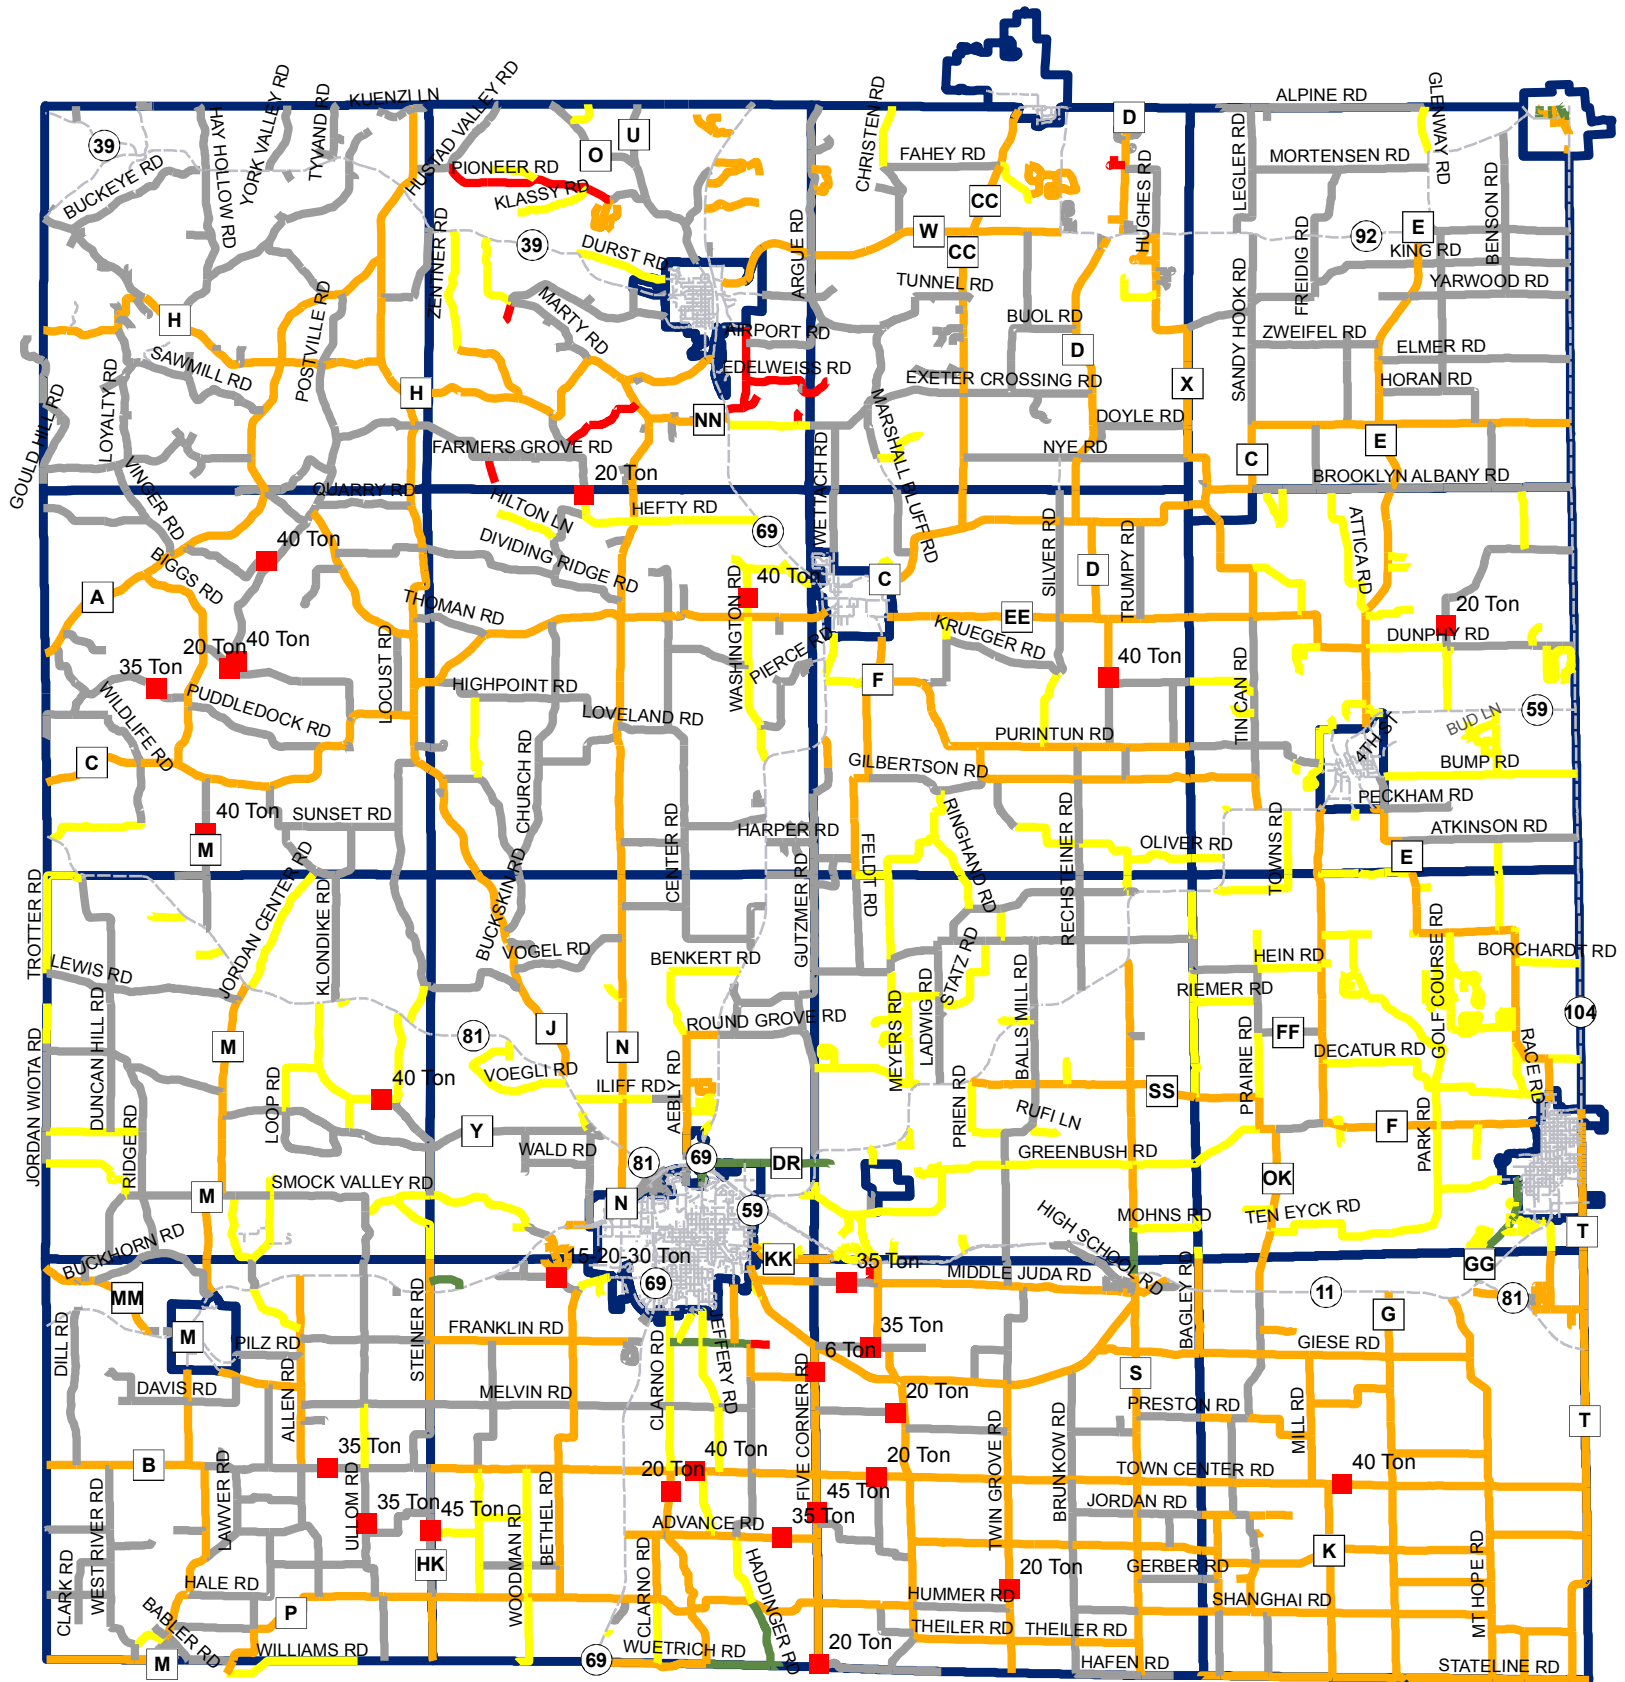 KUENZI LN
ALPINE RD
HAY HOLLOW RD
YORK VALLEY RD
TYVAND RD
HUSTAD VALLEY RD
CHRISTEN RD
GLENWAY RD
D
39
BUCKEYE RD
U
O
PIONEER RD
KLASSY RD
FAHEY RD
LEGLER RD
MORTENSEN RD
BENSON RD
HUGHES RD
CC
ZENTNER RD
39
DURST RD
ARGUE RD
W
CC
FREIDIG RD
92
E
KING RD
TUNNEL RD
YARWOOD RD
SANDY HOOK RD
H
POSTVILLE RD
MARTY RD
AIRPORT RD
BUOL RD
ZWEIFEL RD
ELMER RD
SAWMILL RD
LOYALTY RD
EDELWEISS RD
D
EXETER CROSSING RD
X
HORAN RD
GOULD HILL RD
H
NN
MARSHALL BLUFF RD
DOYLE RD
FARMERS GROVE RD
NYE RD
E
C
VINGER RD
20 Ton
WETTACH RD
BROOKLYN ALBANY RD
QUARRY RD
HILTON LN
HEFTY RD
69
SILVER RD
TRUMPY RD
ATTICA RD
40 Ton
DIVIDING RIDGE RD
BIGGS RD
40 Ton
C
D
A
THOMAN RD
WASHINGTON RD
EE
20 Ton
KRUEGER RD
DUNPHY RD
20 Ton
40 Ton
LOCUST RD
PIERCE RD
40 Ton
35 Ton
HIGHPOINT RD
F
TIN CAN RD
WILDLIFE RD
PUDDLEDOCK RD
LOVELAND RD
59
BUD LN
4TH ST
PURINTUN RD
C
CHURCH RD
GILBERTSON RD
BUMP RD
PECKHAM RD
40 Ton
SUNSET RD
HARPER RD
RINGHAND RD
RECHSTEINER RD
TOWNS RD
ATKINSON RD
M
CENTER RD
FELDT RD
OLIVER RD
E
JORDAN CENTER RD
BUCKSKIN RD
GUTZMER RD
TROTTER RD
KLONDIKE RD
VOGEL RD
BENKERT RD
STATZ RD
HEIN RD
GOLF COURSE RD
BORCHARDT RD
LEWIS RD
LADWIG RD
BALLS MILL RD
RIEMER RD
DUNCAN HILL RD
81
J
N
ROUND GROVE RD
MEYERS RD
PRAIRIE RD
FF
104
JORDAN WIOTA RD
M
DECATUR RD
RACE RD
LOOP RD
40 Ton
VOEGLI RD
ILIFF RD
AEBLY RD
PRIEN RD
SS
RIDGE RD
Y
RUFI LN
F
PARK RD
WALD RD
81
69
DR
GREENBUSH RD
M
SMOCK VALLEY RD
N
59
OK
HIGH SCHOOL RD
MOHNS RD
TEN EYCK RD
T
BUCKHORN RD
15-20-30 Ton
KK
35 Ton
GG
69
MIDDLE JUDA RD
BAGLEY RD
11
81
MM
STEINER RD
G
DILL RD
M
PILZ RD
FRANKLIN RD
CLARNO RD
35 Ton
GIESE RD
6 Ton
DAVIS RD
ALLEN RD
MELVIN RD
FIVE CORNER RD
S
20 Ton
PRESTON RD
MILL RD
T
B
35 Ton
40 Ton
20 Ton
20 Ton
TWIN GROVE RD
BRUNKOW RD
TOWN CENTER RD
40 Ton
WEST RIVER RD
LAWVER RD
ULLOM RD
35 Ton
45 Ton
45 Ton
35 Ton
JORDAN RD
ADVANCE RD
BETHEL RD
WOODMAN RD
HK
K
CLARK RD
HALE RD
CLARNO RD
HADDINGER RD
20 Ton
GERBER RD
MT HOPE RD
HUMMER RD
SHANGHAI RD
P
BABLER RD
THEILER RD
THEILER RD
WILLIAMS RD
WUETRICH RD
20 Ton
M
69
HAFEN RD
STATELINE RD